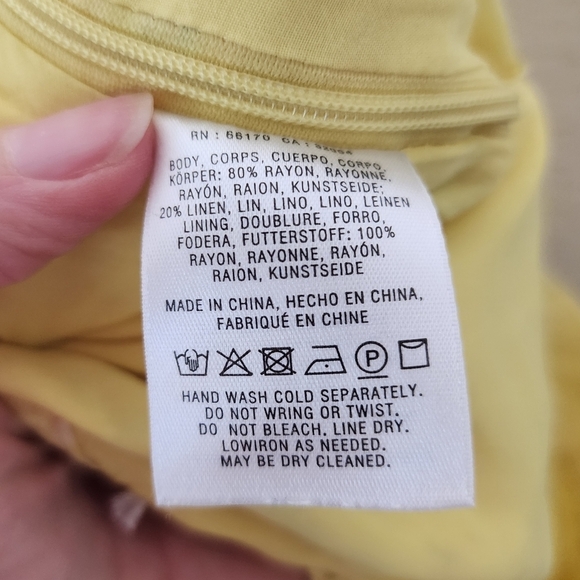 RN : 66170 CA :
BODY, CORPS, CUERPO, CORPO,
KÖRPER: 80% RAYON, RAYONNE,
RAYÓN, RAION, KUNSTSEIDE;
20% LINEN, LIN, LINO, LINO, LEINEN
LINING, DOUBLURE, FORRO,
FODERA, FUTTERSTOFF: 100%
RAYON, RAYONNE, RAYÓN,
RAION, KUNSTSEIDE
MADE IN CHINA, HECHO EN CHINA,
FABRIQUÉ EN CHINE
P
HAND WASH COLD SEPARATELY.
DO NOT WRING OR TWIST.
DO NOT BLEACH, LINE DRY.
LOWIRON AS NEEDED.
MAY BE DRY CLEANED.